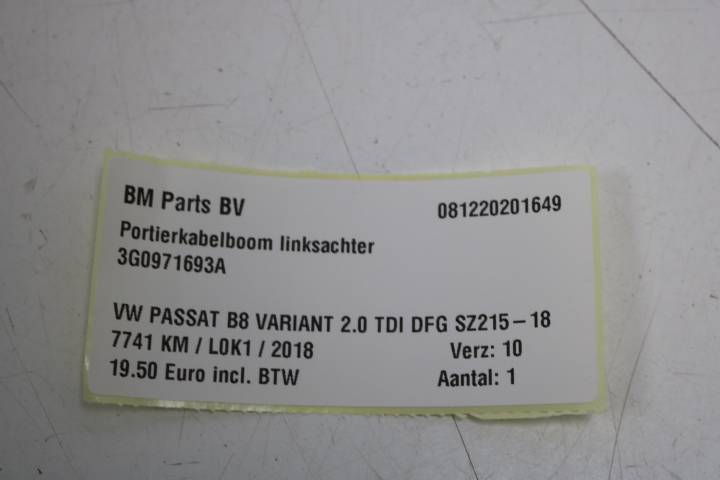 BM Parts BV 081220201649
Portierkabelboom linksachter
3G0971693A
VW PASSAT B8 VARIANT 2.0 TDI DFG SZ215-18
7741 KM / L0K1 / 2018 Verz: 10
19.50 Euro incl. BTW Aantal: 1